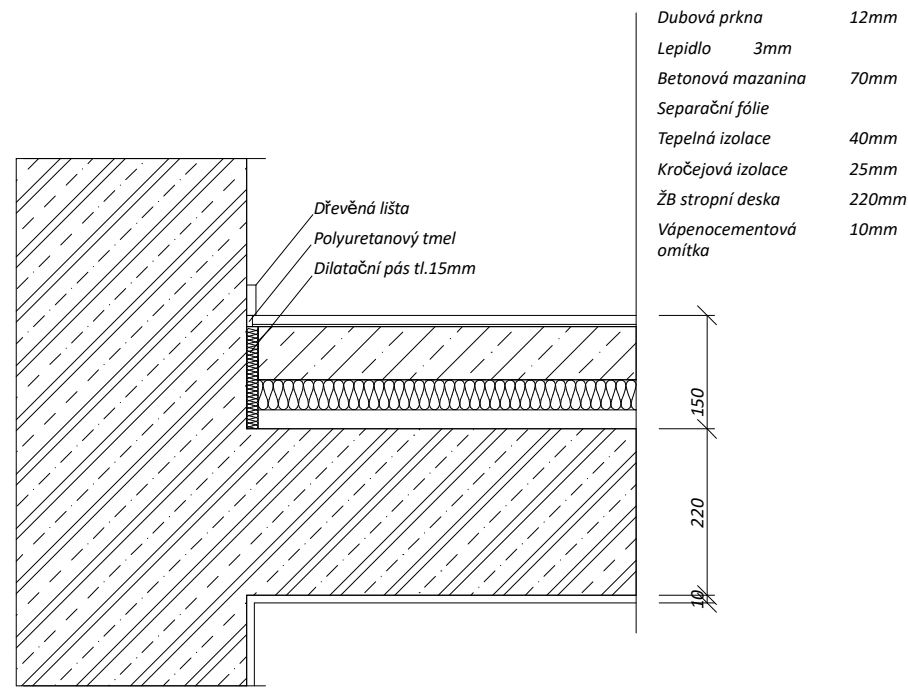 Dubová prkna 12mm
Lepidlo 3mm
Betonová mazanina 70mm
Separační fólie
Tepelná izolace 40mm
Kročejová izolace 25mm
ŽB stropní deska 220mm
Vápenocementová 10mm
omítka
Dřevěná lišta
Polyuretanový tmel
Dilatační pás tl.15mm
150
220
10